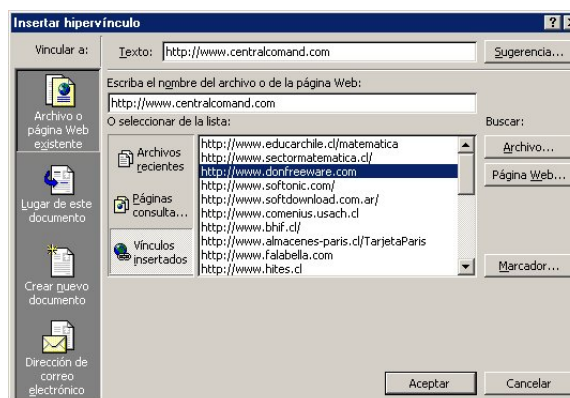 Insertar hipervínculo
Vincular a:
Texto: http://www.centralcomand.com
Sugerencia...
Archivo o
página Web
existente
Escriba el nombre del archivo o de la página Web:
http://www.centralcomand.com
O seleccionar de la lista:
Buscar:
Archivos
recientes
Páginas
consulta...
Vínculos
insertados
http://www.educarchile.cl/matematica
http://www.sectormatematica.cl/
http://www.donfreeware.com
http://www.softonic.com/
http://www.softdownload.com.ar/
http://www.comenius.usach.cl
http://www.bhif.cl/
http://www.almacenes-paris.cl/TarjetaParis
http://www.falabella.com
http://www.hites.cl
Archivo...
Página Web...
Marcador...
Lugar de este
documento
Crear nuevo
documento
Dirección de
correo
electrónico
Aceptar
Cancelar